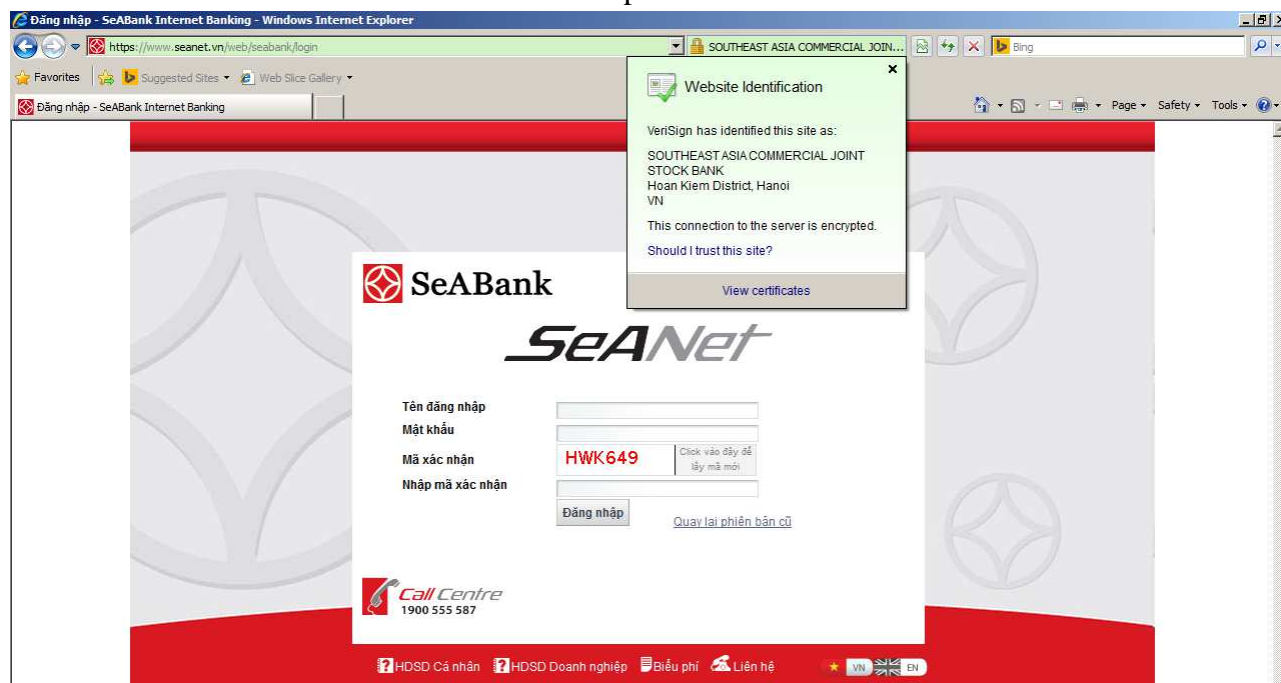 Đăng nhập - SeABank Internet Banking - Windows Internet Explorer
https://www.seanet.vn/web/seabank/login
SOUTHEAST ASIA COMMERCIAL JOIN...
Bing
Favorites
Suggested Sites
Web Slice Gallery
Đăng nhập - SeABank Internet Banking
Page
Safety
Tools
Website Identification
VeriSign has identified this site as:
SOUTHEAST ASIA COMMERCIAL JOINT
STOCK BANK
Hoan Kiem District, Hanoi
VN
This connection to the server is encrypted.
Should I trust this site?
View certificates
SeABank
SeANet
Tên đăng nhập
Mật khẩu
Mã xác nhận
HWK649
Click vào đây để
lấy mã mới
Nhập mã xác nhận
Đăng nhập
Quay lại phiên bản cũ
Call Centre
1900 555 587
HDSD Cá nhân
HDSD Doanh nghiệp
Biểu phí
Liên hệ
VN
EN